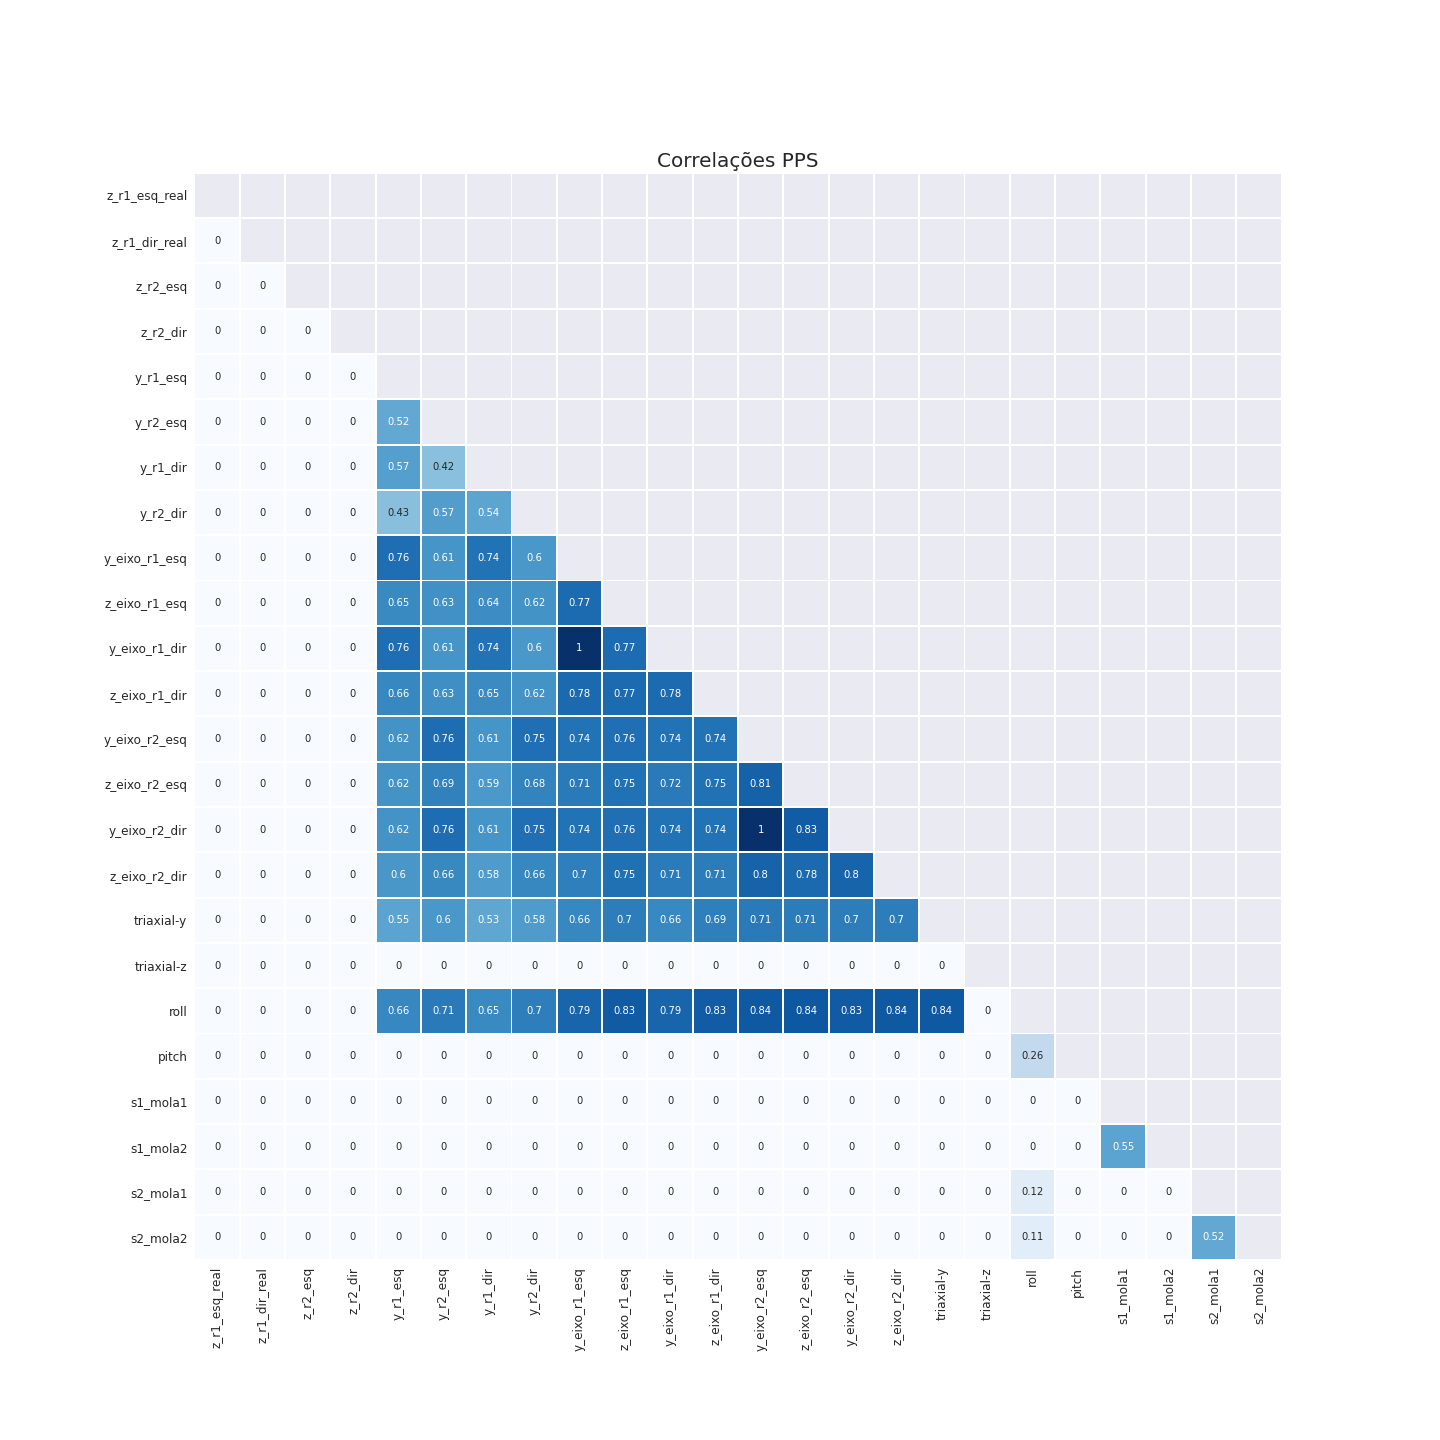 Correlações PPS
z_r1_esq_real
z_r1_dir_real 0
z_r2_esq 0 0
z_r2_dir 0 0 0
y_r1_esq 0 0 0 0
y_r2_esq 0 0 0 0 0.52
y_r1_dir 0 0 0 0 0.57 0.42
y_r2_dir 0 0 0 0 0.43 0.57 0.54
y_eixo_r1_esq 0 0 0 0 0.76 0.61 0.74 0.6
z_eixo_r1_esq 0 0 0 0 0.65 0.63 0.64 0.62 0.77
y_eixo_r1_dir 0 0 0 0 0.76 0.61 0.74 0.6 1 0.77
z_eixo_r1_dir 0 0 0 0 0.66 0.63 0.65 0.62 0.78 0.77 0.78
y_eixo_r2_esq 0 0 0 0 0.62 0.76 0.61 0.75 0.74 0.76 0.74 0.74
z_eixo_r2_esq 0 0 0 0 0.62 0.69 0.59 0.68 0.71 0.75 0.72 0.75 0.81
y_eixo_r2_dir 0 0 0 0 0.62 0.76 0.61 0.75 0.74 0.76 0.74 0.74 1 0.83
z_eixo_r2_dir 0 0 0 0 0.6 0.66 0.58 0.66 0.7 0.75 0.71 0.71 0.8 0.78 0.8
triaxial-y 0 0 0 0 0.55 0.6 0.53 0.58 0.66 0.7 0.66 0.69 0.71 0.71 0.7 0.7
triaxial-z 0 0 0 0 0 0 0 0 0 0 0 0 0 0 0 0 0
roll 0 0 0 0 0.66 0.71 0.65 0.7 0.79 0.83 0.79 0.83 0.84 0.84 0.83 0.84 0.84 0
pitch 0 0 0 0 0 0 0 0 0 0 0 0 0 0 0 0 0 0 0.26
s1_mola1 0 0 0 0 0 0 0 0 0 0 0 0 0 0 0 0 0 0 0 0
s1_mola2 0 0 0 0 0 0 0 0 0 0 0 0 0 0 0 0 0 0 0 0 0.55
s2_mola1 0 0 0 0 0 0 0 0 0 0 0 0 0 0 0 0 0 0 0.12 0 0 0
s2_mola2 0 0 0 0 0 0 0 0 0 0 0 0 0 0 0 0 0 0 0.11 0 0 0 0.52
z_r1_esq_real
z_r1_dir_real
z_r2_esq
z_r2_dir
y_r1_esq
y_r2_esq
y_r1_dir
y_r2_dir
y_eixo_r1_esq
z_eixo_r1_esq
y_eixo_r1_dir
z_eixo_r1_dir
y_eixo_r2_esq
z_eixo_r2_esq
y_eixo_r2_dir
z_eixo_r2_dir
triaxial-y
triaxial-z
roll
pitch
s1_mola1
s1_mola2
s2_mola1
s2_mola2